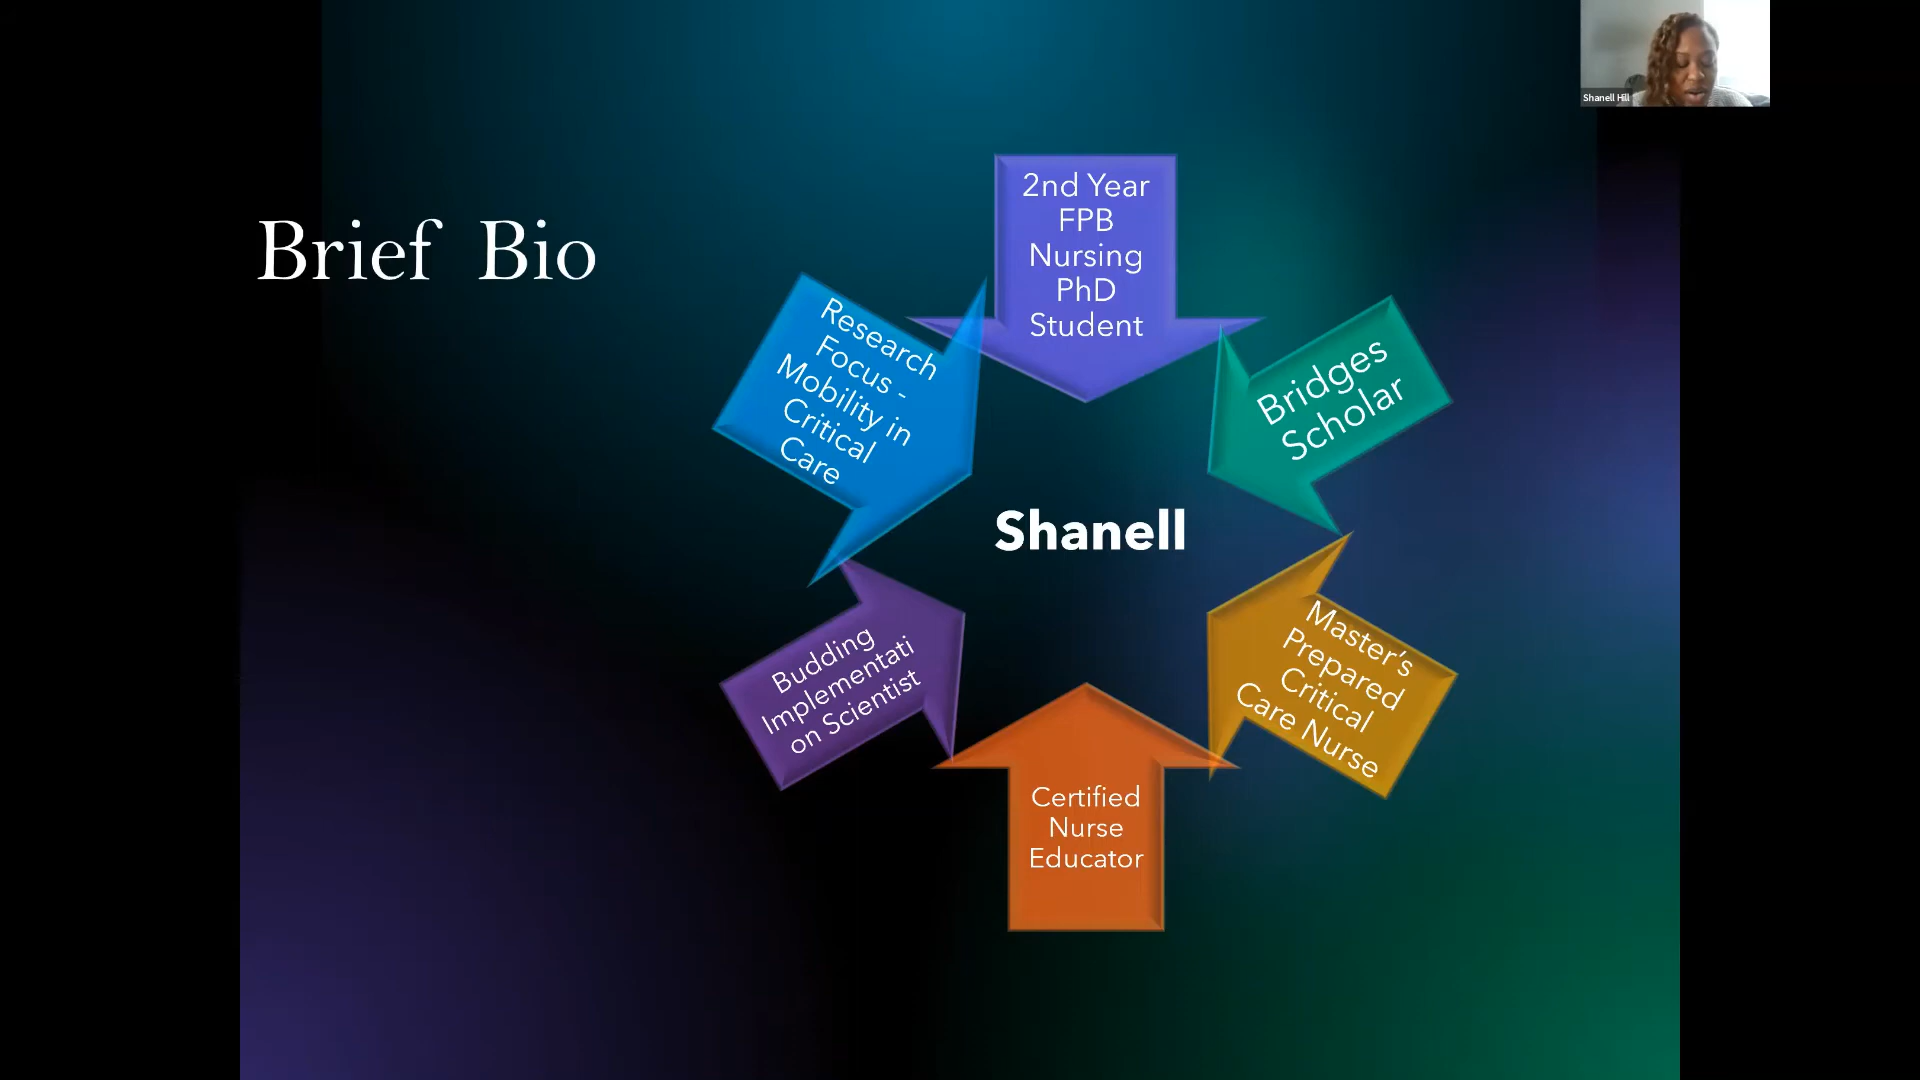 Shanell Hill
Brief Bio
2nd Year
FPB
Nursing
PhD
Student
Bridges
Scholar
Master's
Prepared
Critical
Care Nurse
Certified
Nurse
Educator
Budding
Implementati
on Scientist
Research
Focus -
Mobility in
Critical
Care
Shanell